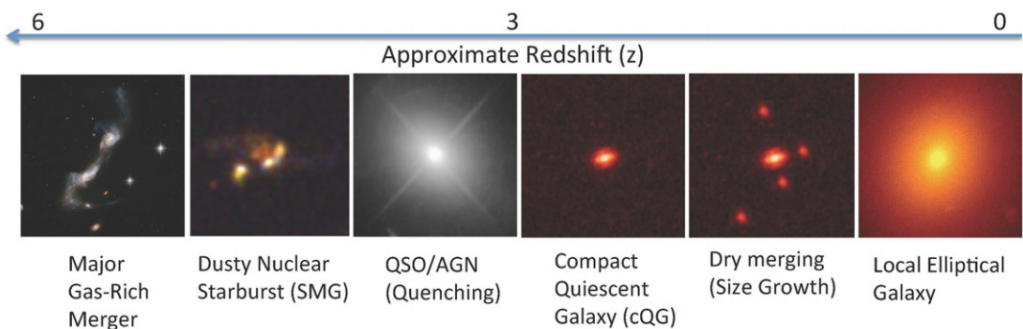 6 3 0
Approximate Redshift (z)
Major
Gas-Rich
Merger
Dusty Nuclear
Starburst (SMG)
QSO/AGN
(Quenching)
Compact
Quiescent
Galaxy (cQG)
Dry merging
(Size Growth)
Local Elliptical
Galaxy